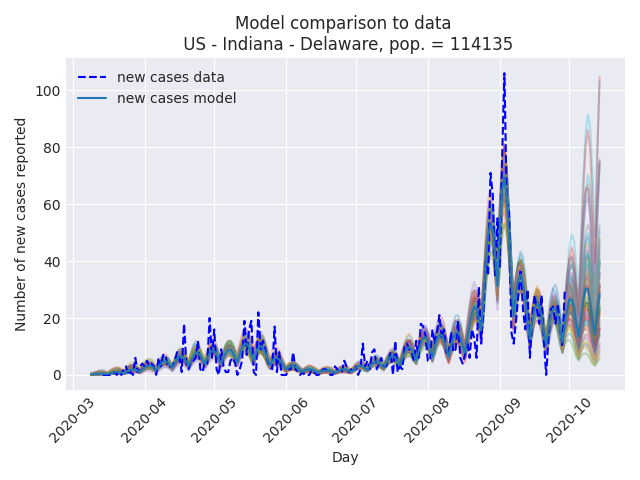 Model comparison to data
US - Indiana - Delaware, pop. = 114135
new cases data
new cases model
Number of new cases reported
100
80
60
40
20
0
2020-03
2020-04
2020-05
2020-06
2020-07
2020-08
2020-09
2020-10
Day